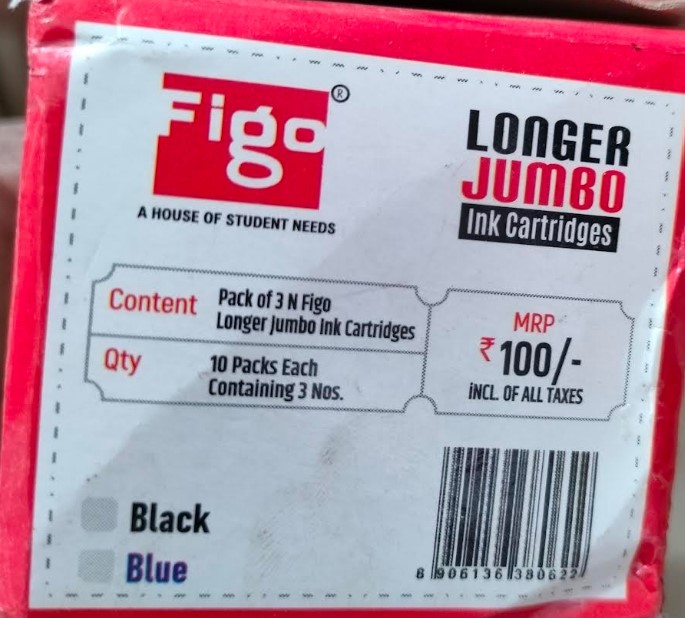 Figo®
A HOUSE OF STUDENT NEEDS
LONGER
JUMBO
Ink Cartridges
Content Pack of 3 N Figo
Longer Jumbo Ink Cartridges
Qty 10 Packs Each
Containing 3 Nos.
MRP
₹100/-
iNCL. OF ALL TAXES
Black
Blue
8 906136 380622